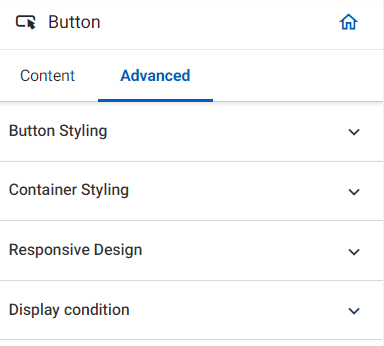 Button
Content Advanced
Button Styling
Container Styling
Responsive Design
Display condition